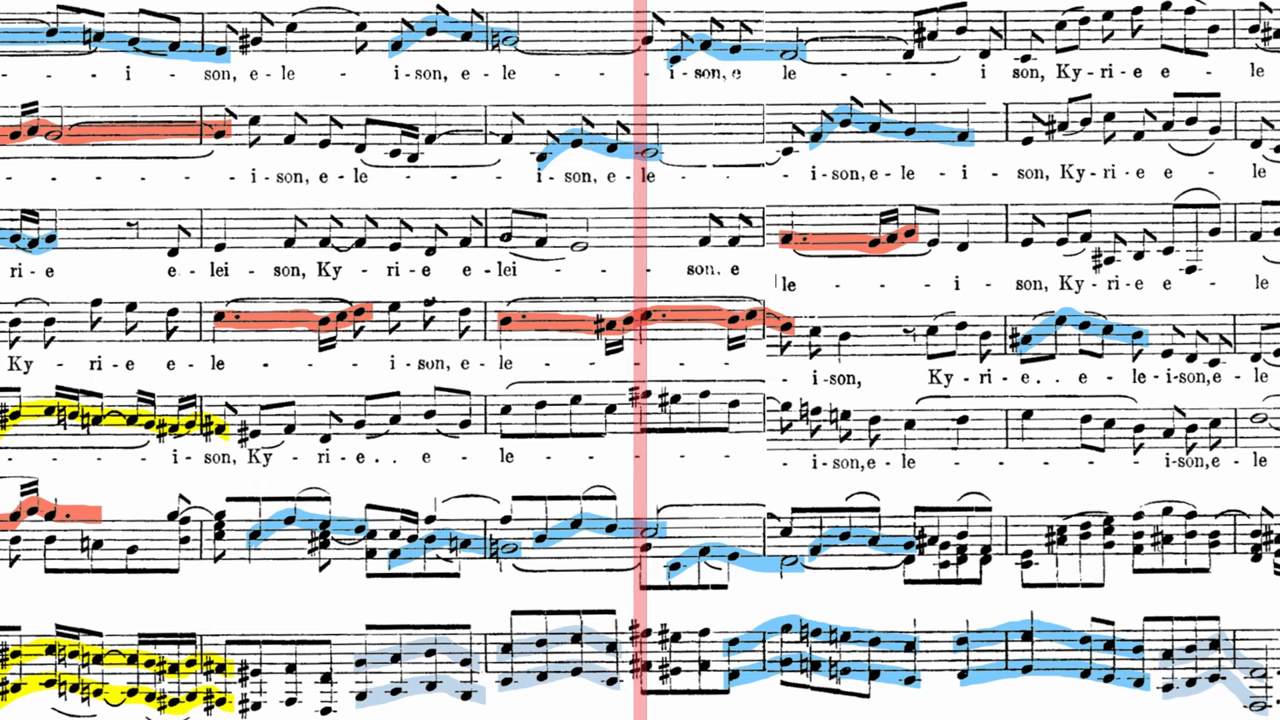 - - - i - son, e - le - i - son, e - le - - - - i - son, e le - - - i son, Ky - ri - e e - le
- - - - - - - i - son, e - le - - - - i - son, e - le - - - - i - son, e - le - i - son, Ky - ri - e e - le
ri - e e - lei - son, Ky - ri - e e - lei - - - son. e le - - - i - son, Ky - ri - e e - le
Ky - ri - e e - le - - - - i - son, e - le - - - - - - - - i - son, Ky - ri - e . . e - le - i - son, e - le
- - - - - i - son, Ky - ri - e . . e - le - - - - - - - - i - son, e - le - - - - - - i - son, e - le